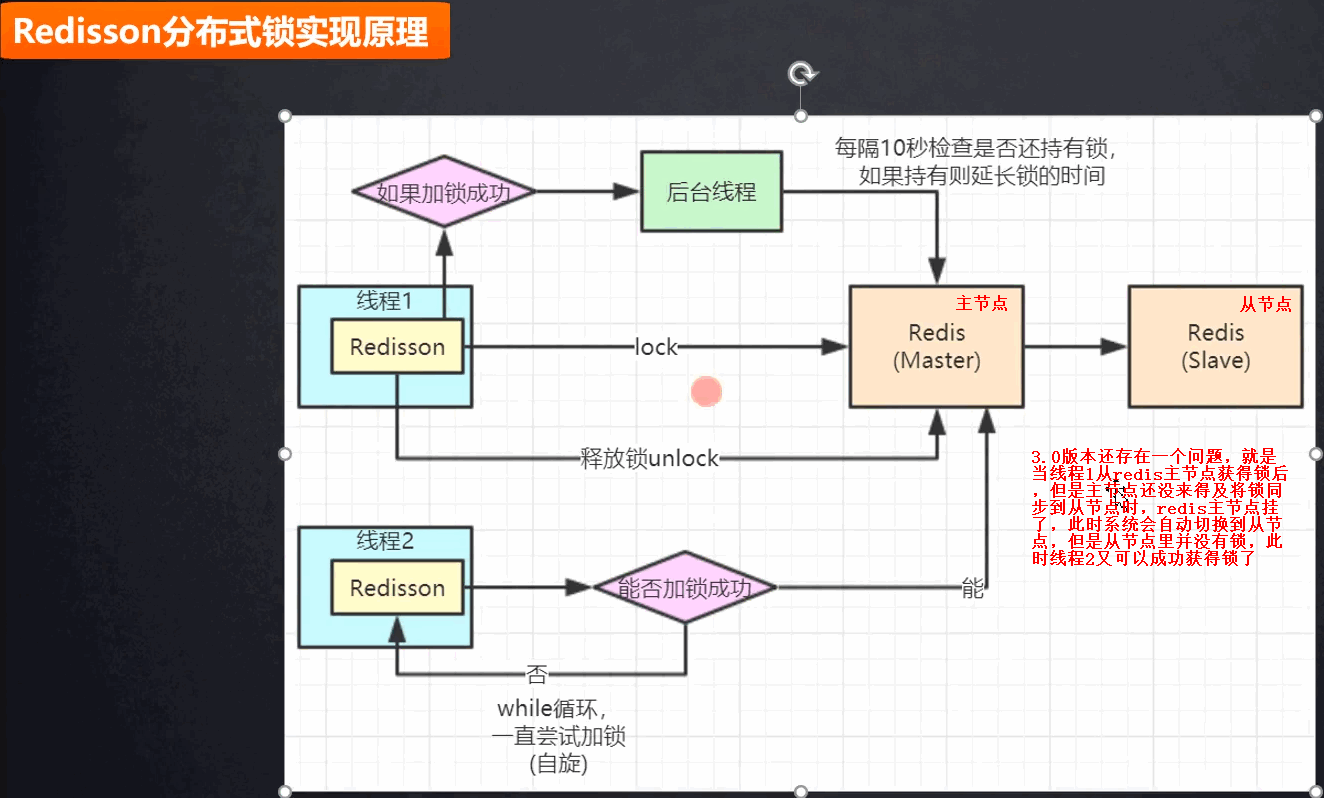 Redisson分布式锁实现原理
每隔10秒检查是否还持有锁，
如果持有则延长锁的时间
如果加锁成功
后台线程
线程1
Redisson
lock
主节点
Redis
(Master)
从节点
Redis
(Slave)
释放锁unlock
3.0版本还存在一个问题，就是
当线程1从redis主节点获得锁后
，但是主节点还没来得及将锁同
步到从节点时，redis主节点挂
了，此时系统会自动切换到从节
点，但是从节点里并没有锁，此
时线程2又可以成功获得锁了
线程2
Redisson
能否加锁成功
能
否
while循环，
一直尝试加锁
(自旋)